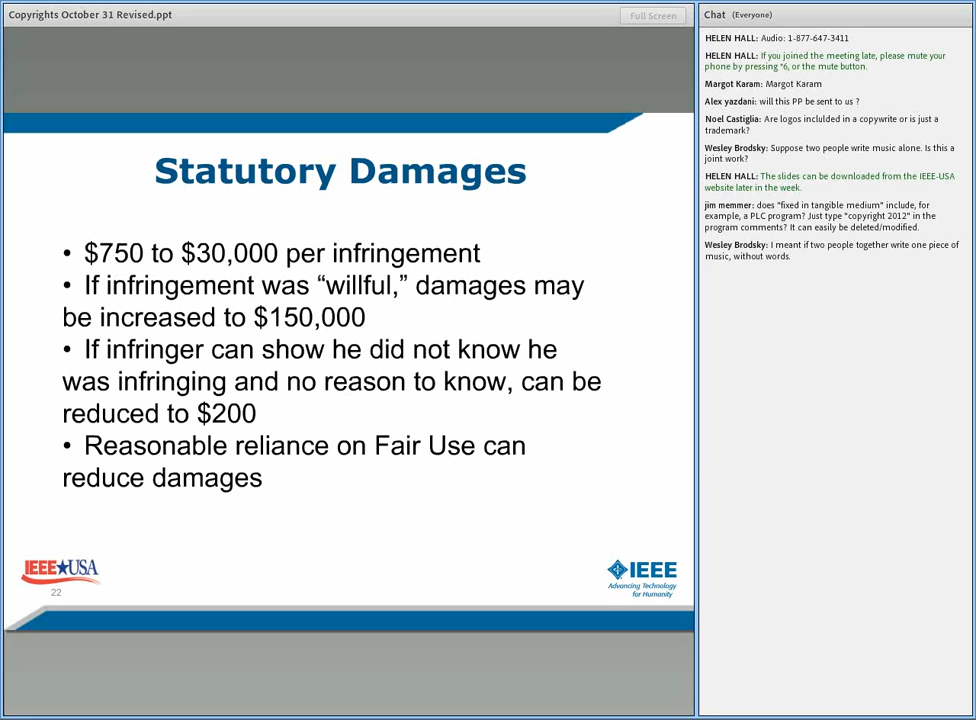 Copyrights October 31 Revised.ppt
Full Screen
Statutory Damages
• $750 to $30,000 per infringement
• If infringement was “willful,” damages may
be increased to $150,000
• If infringer can show he did not know he
was infringing and no reason to know, can be
reduced to $200
• Reasonable reliance on Fair Use can
reduce damages
IEEE★USA
22
IEEE
Advancing Technology
for Humanity
Chat (Everyone)
HELEN HALL: Audio: 1-877-647-3411
HELEN HALL: If you joined the meeting late, please mute your
phone by pressing *6, or the mute button.
Margot Karam: Margot Karam
Alex yazdani: will this PP be sent to us ?
Noel Castiglia: Are logos inclulded in a copywrite or is just a
trademark?
Wesley Brodsky: Suppose two people write music alone. Is this a
joint work?
HELEN HALL: The slides can be downloaded from the IEEE-USA
website later in the week.
jim memmer: does "fixed in tangible medium" include, for
example, a PLC program? Just type "copyright 2012" in the
program comments? It can easily be deleted/modified.
Wesley Brodsky: I meant if two people together write one piece of
music, without words.